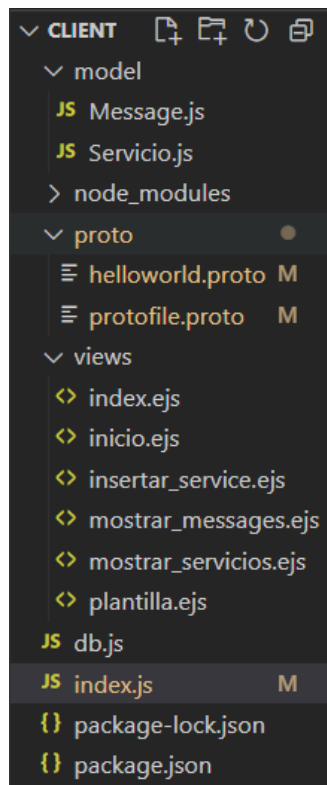 CLIENT
model
JS Message.js
JS Servicio.js
node_modules
proto
helloworld.proto M
protofile.proto M
views
<> index.ejs
<> inicio.ejs
<> insertar_service.ejs
<> mostrar_messages.ejs
<> mostrar_servicios.ejs
<> plantilla.ejs
JS db.js
JS index.js M
{} package-lock.json
{} package.json